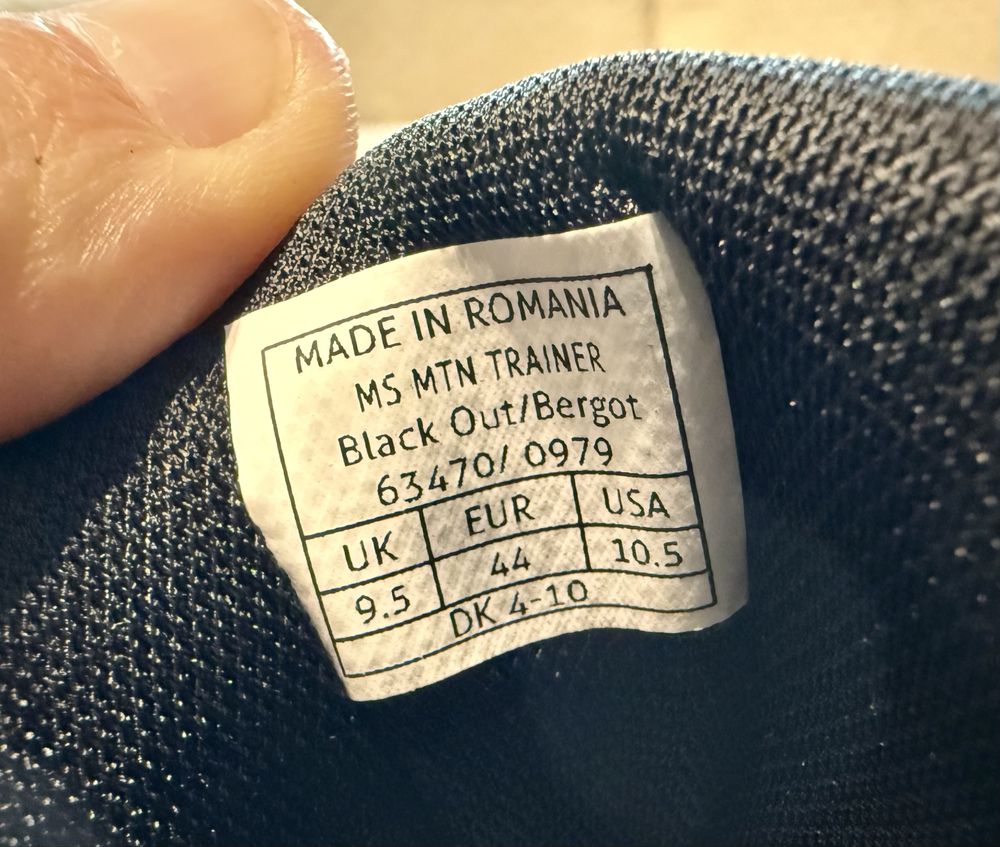 MADE IN ROMANIA
MS MTN TRAINER
Black Out/Bergot
63470/ 0979
UK EUR USA
9.5 44 10.5
DK 4-10